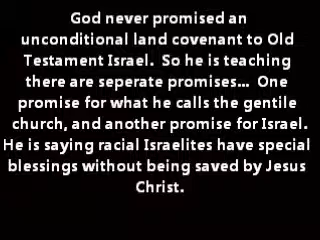 God never promised an
unconditional land covenant to Old
Testament Israel.  So he is teaching
there are seperate promises...  One
promise for what he calls the gentile
church, and another promise for Israel.
He is saying racial Israelites have special
blessings without being saved by Jesus
Christ.